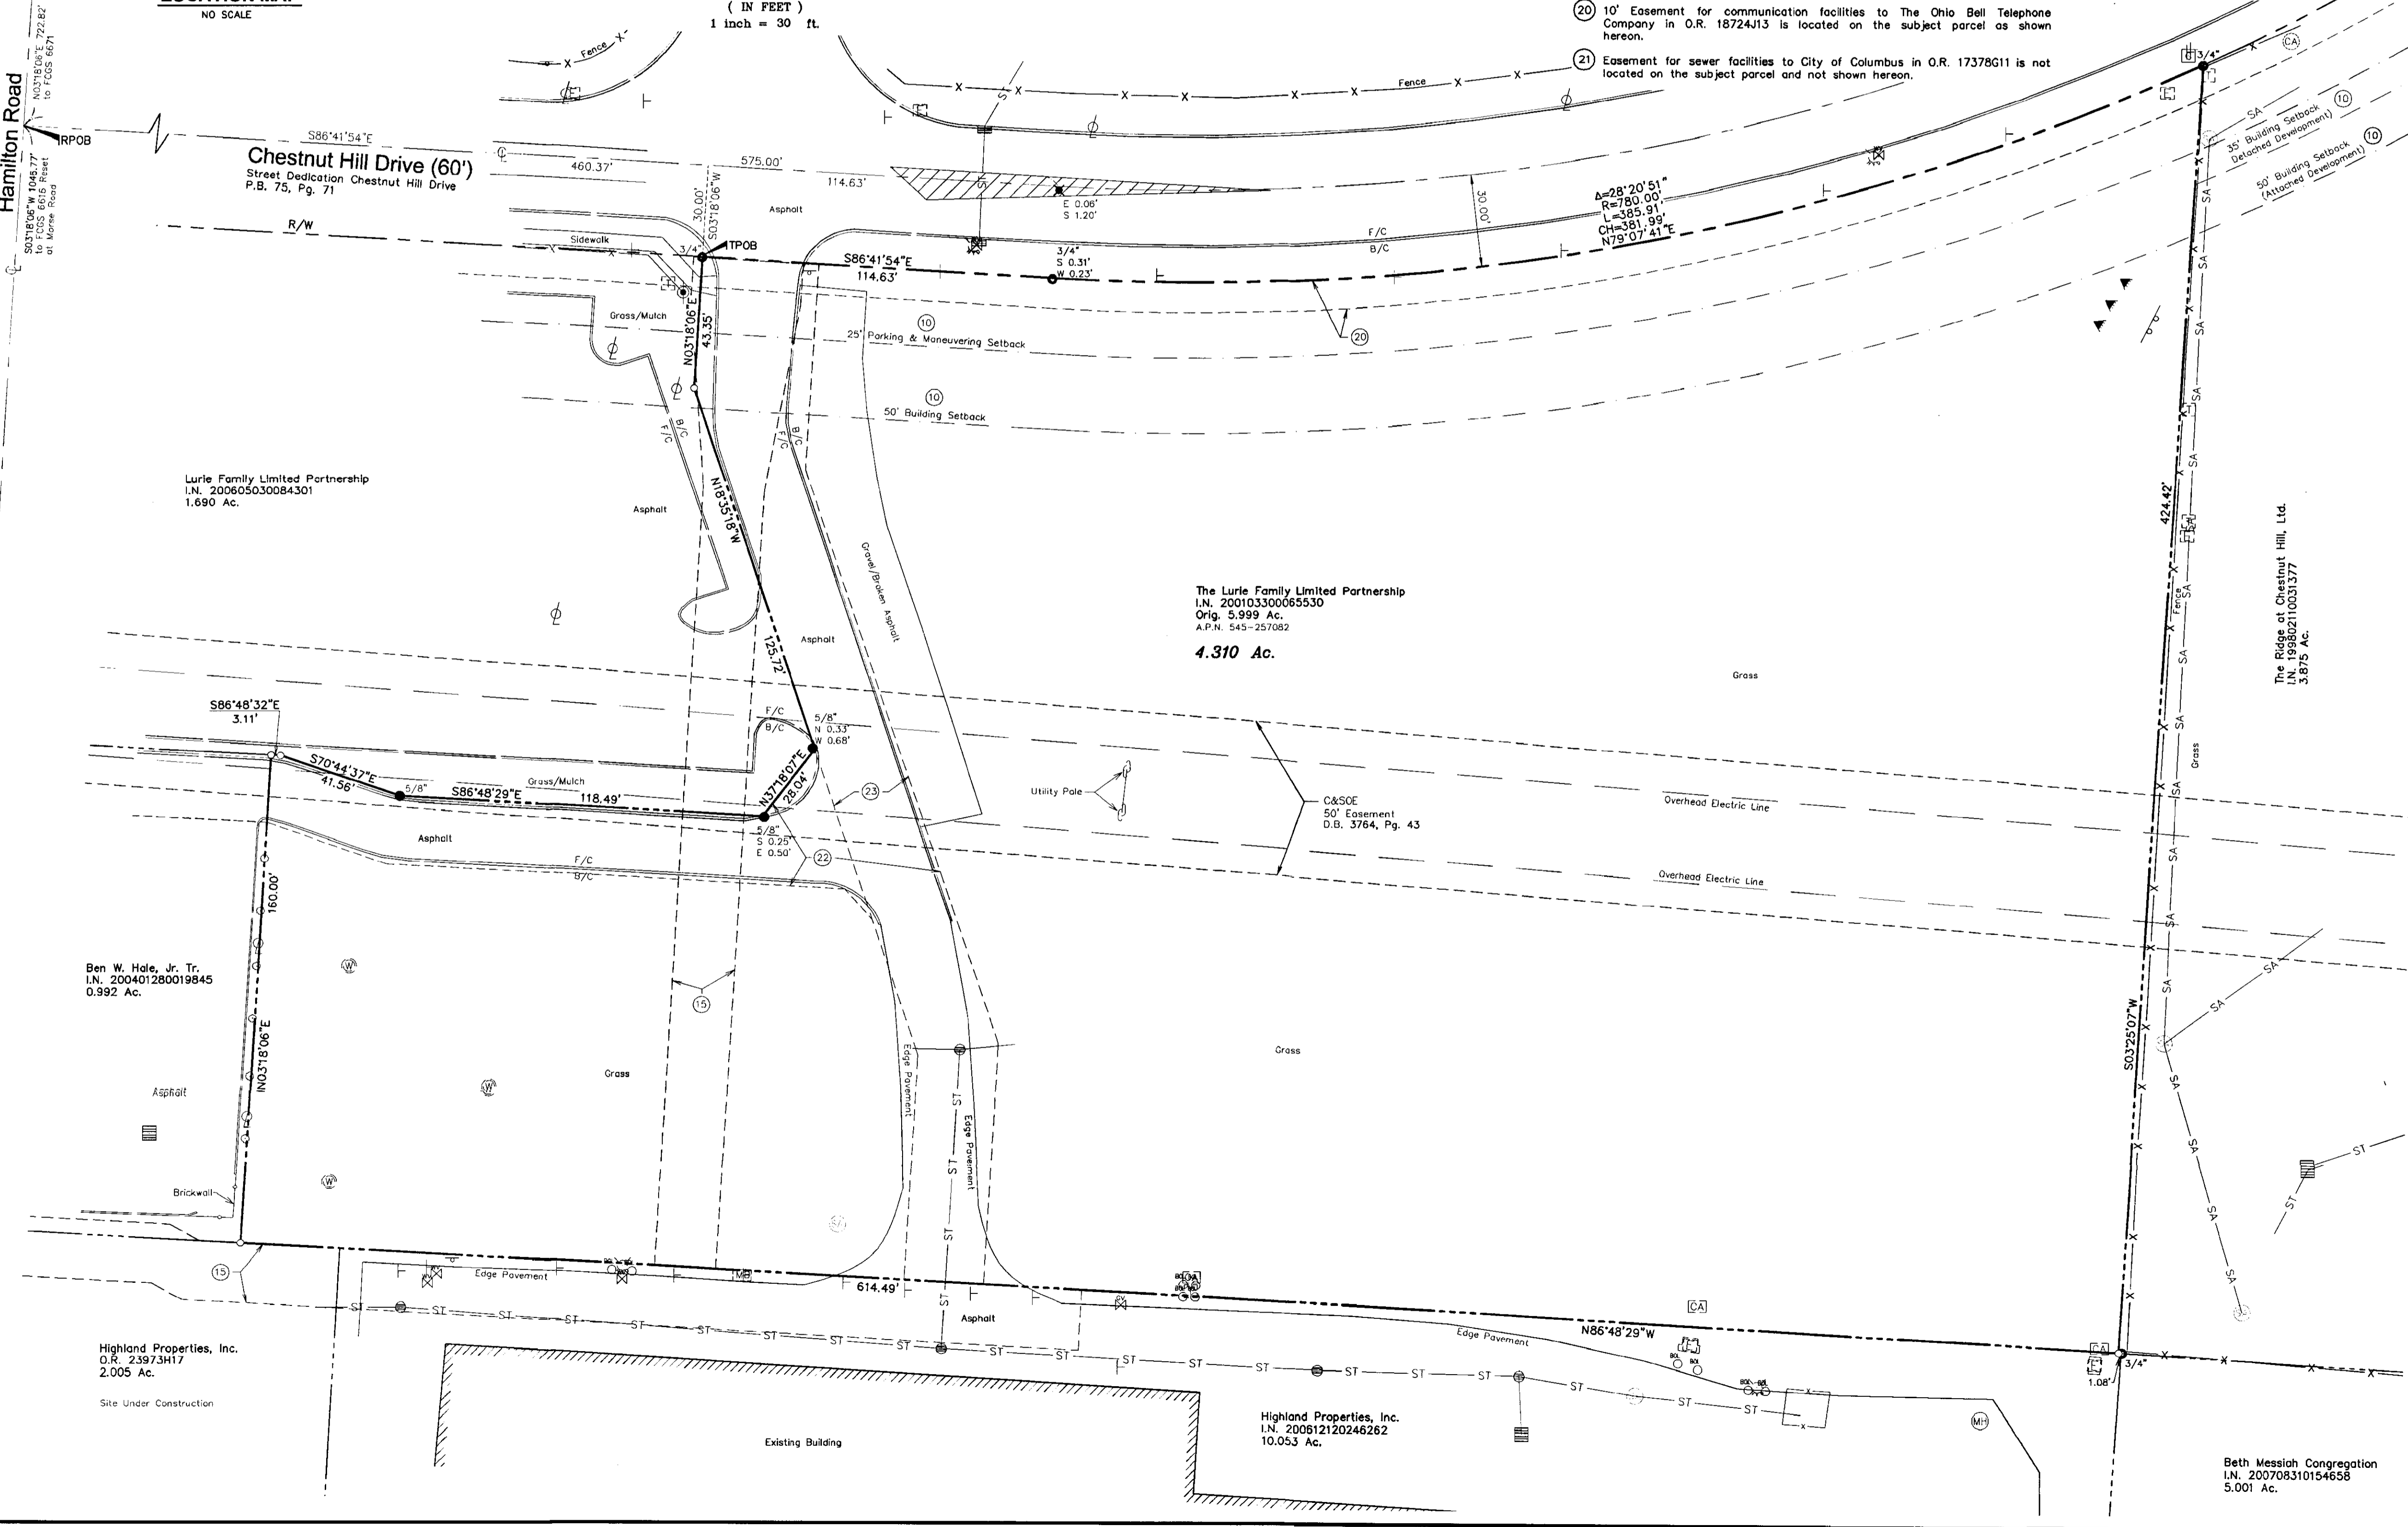 LOCATION MAP
NO SCALE
( IN FEET )
1 inch = 30 ft.
20 10' Easement for communication facilities to The Ohio Bell Telephone
Company in O.R. 18724J13 is located on the subject parcel as shown
hereon.
21 Easement for sewer facilities to City of Columbus in O.R. 17378G11 is not
located on the subject parcel and not shown hereon.
Hamilton Road
N03°18'06"E 722.82'
to FCGS 6671
RPOB
S03°18'06"W 1045.77'
to FCGS 6616 Reset
at Morse Road
S86°41'54"E
575.00'
460.37'
114.63'
Chestnut Hill Drive (60')
Street Dedication Chestnut Hill Drive
P.B. 75, Pg. 71
R/W
Sidewalk
30.00'
S03°18'06"W
Asphalt
Fence
Fence
E 0.06'
S 1.20'
3/4"
TPOB
S86°41'54"E
114.63'
3/4"
S 0.31'
W 0.23'
F/C
B/C
30.00'
Δ=28°20'51"
R=780.00'
L=385.91'
CH=381.99'
N79°07'41"E
3/4"
CA
35' Building Setback
Detached Development)
10
50' Building Setback
(Attached Development)
10
20
Grass/Mulch
N03°18'06"E
43.35'
10
25' Parking & Maneuvering Setback
10
50' Building Setback
B/C
F/C
B/C
F/C
Lurie Family Limited Partnership
I.N. 200605030084301
1.690 Ac.
Asphalt
N18°35'18"W
125.72'
Gravel/Broken Asphalt
Asphalt
The Lurie Family Limited Partnership
I.N. 200103300065530
Orig. 5.999 Ac.
A.P.N. 545-257082
4.310 Ac.
Grass
424.42'
Fence
The Ridge at Chestnut Hill, Ltd.
I.N. 199802110031377
3.875 Ac.
Grass
S86°48'32"E
3.11'
S70°44'37"E
41.56'
5/8"
Grass/Mulch
S86°48'29"E
118.49'
F/C
B/C
5/8"
N 0.33'
W 0.68'
N37°18'07"E
28.04'
5/8"
S 0.25'
E 0.50'
23
22
Utility Pole
C&SOE
50' Easement
D.B. 3764, Pg. 43
Overhead Electric Line
Overhead Electric Line
Asphalt
F/C
B/C
160.00'
N03°18'06"E
Ben W. Hale, Jr. Tr.
I.N. 200401280019845
0.992 Ac.
Asphalt
Brickwall
15
Grass
Grass
Edge Pavement
Edge Pavement
S03°25'07"W
SA
ST
15
Edge Pavement
614.49'
Asphalt
CA
N86°48'29"W
Edge Pavement
CA
3/4"
1.08'
MH
Highland Properties, Inc.
O.R. 23973H17
2.005 Ac.
Site Under Construction
Existing Building
Highland Properties, Inc.
I.N. 200612120246262
10.053 Ac.
Beth Messiah Congregation
I.N. 200708310154658
5.001 Ac.